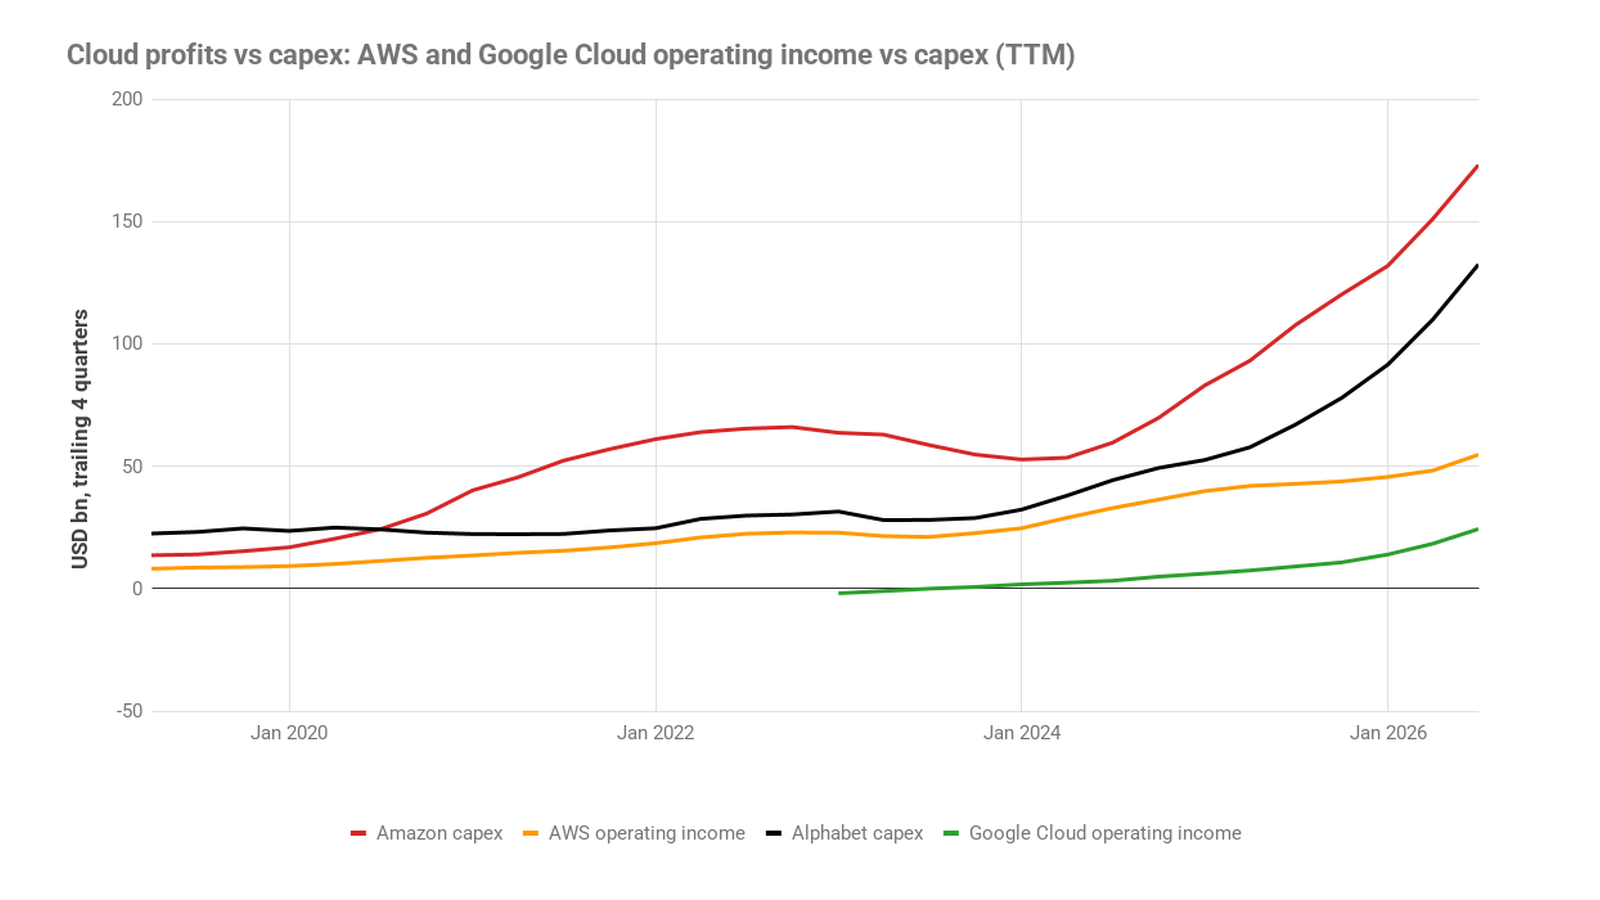 Cloud profits vs capex: AWS and Google Cloud operating income vs capex (TTM)
USD bn, trailing 4 quarters
200
150
100
50
0
-50
Jan 2020
Jan 2022
Jan 2024
Jan 2026
Amazon capex
AWS operating income
Alphabet capex
Google Cloud operating income